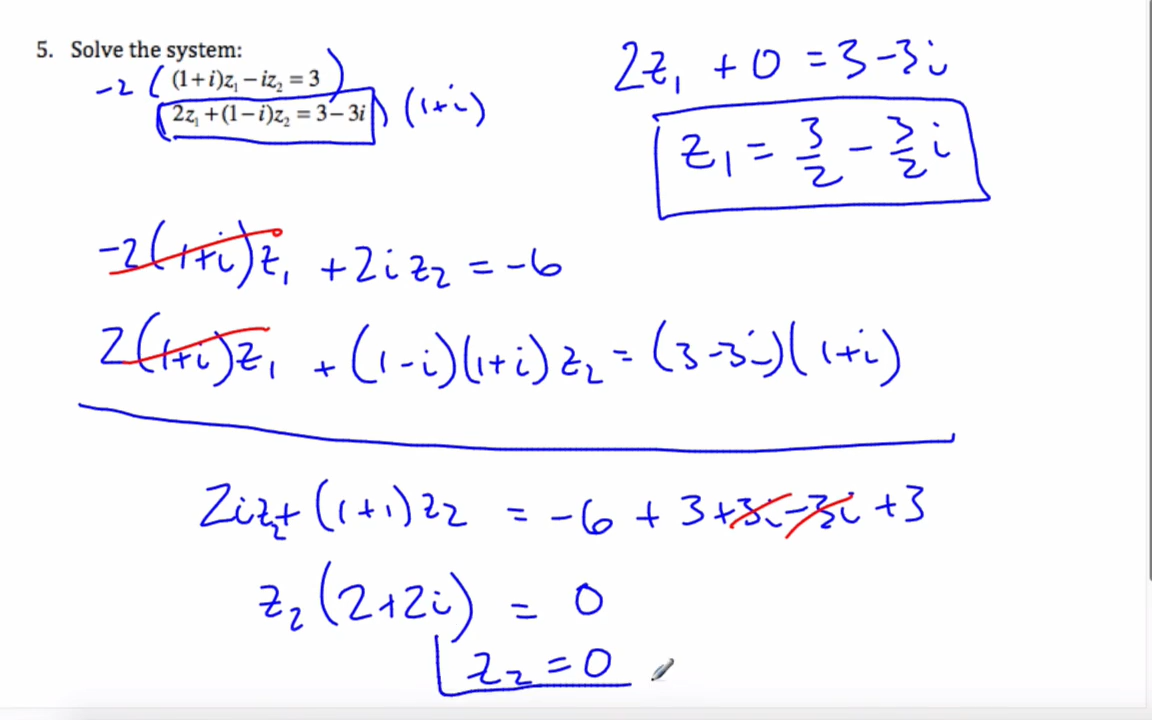 5. Solve the system:
-2 ( (1+i)z₁ – iz₂ = 3 )
2z₁ +(1–i)z₂ = 3–3i ) (1+i)
2z₁ + 0 = 3-3i
z₁ = 3/2 - 3/2 i
-2(1+i)z₁ +2i z₂ = -6
2(1+i)z₁ + (1-i)(1+i) z₂ = (3-3i)(1+i)
2iz₂+ (1+1) z₂ = -6 + 3 +3i -3i +3
z₂ (2+2i) = 0
z₂ = 0